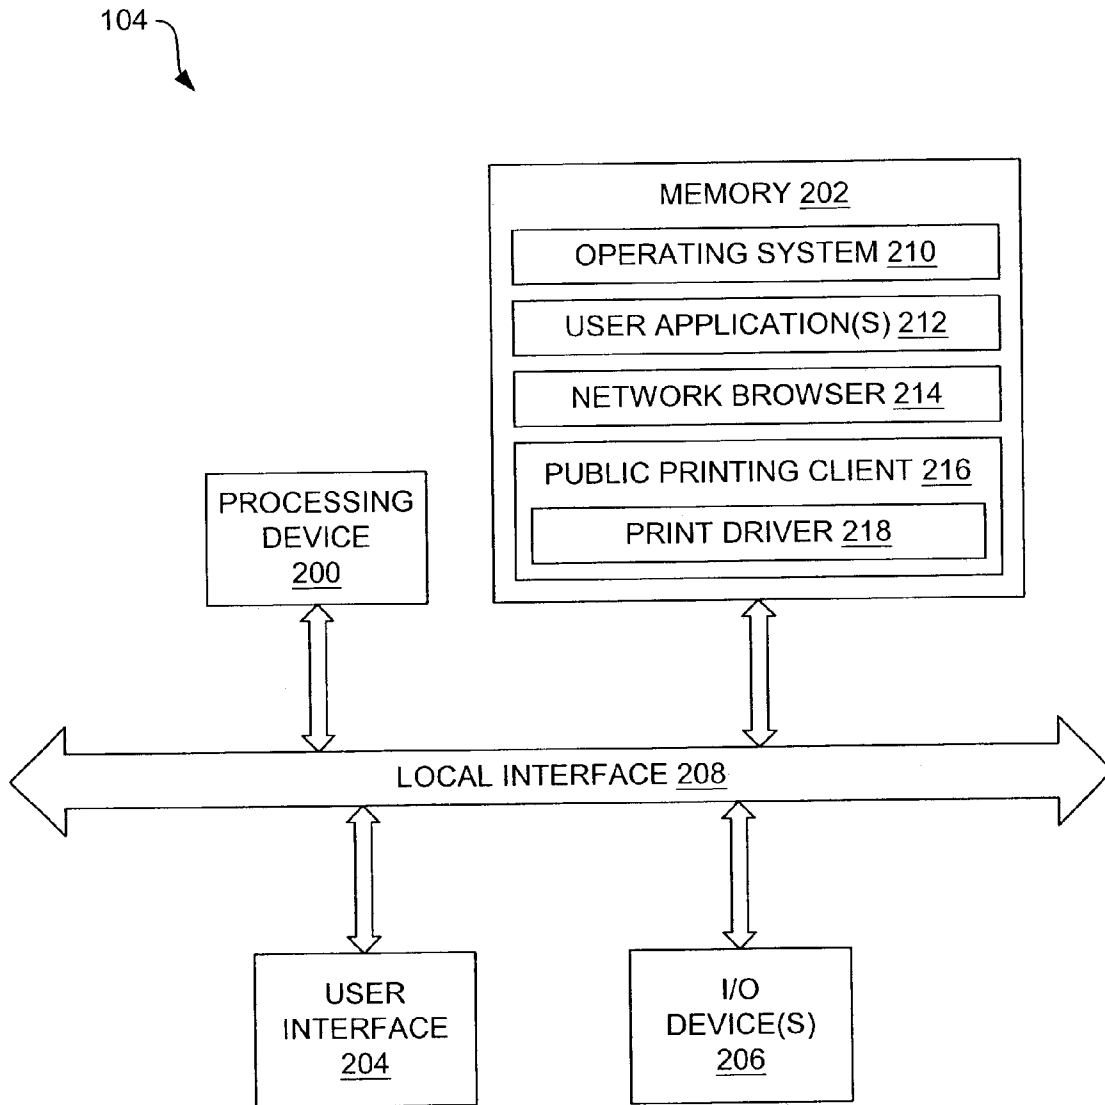 104
MEMORY 202
OPERATING SYSTEM 210
USER APPLICATION(S) 212
NETWORK BROWSER 214
PUBLIC PRINTING CLIENT 216
PRINT DRIVER 218
PROCESSING
DEVICE
200
LOCAL INTERFACE 208
USER
INTERFACE
204
I/O
DEVICE(S)
206